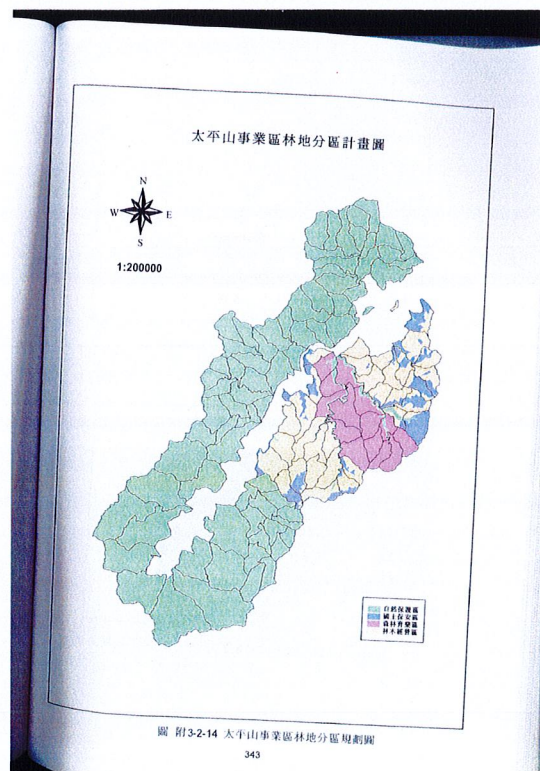 太平山事業區林地分區計畫圖
N
W E
S
1:200000
自然保護區
國土保安區
森林育樂區
林木經營區
圖 附3-2-14 太平山事業區林地分區規劃圖
343